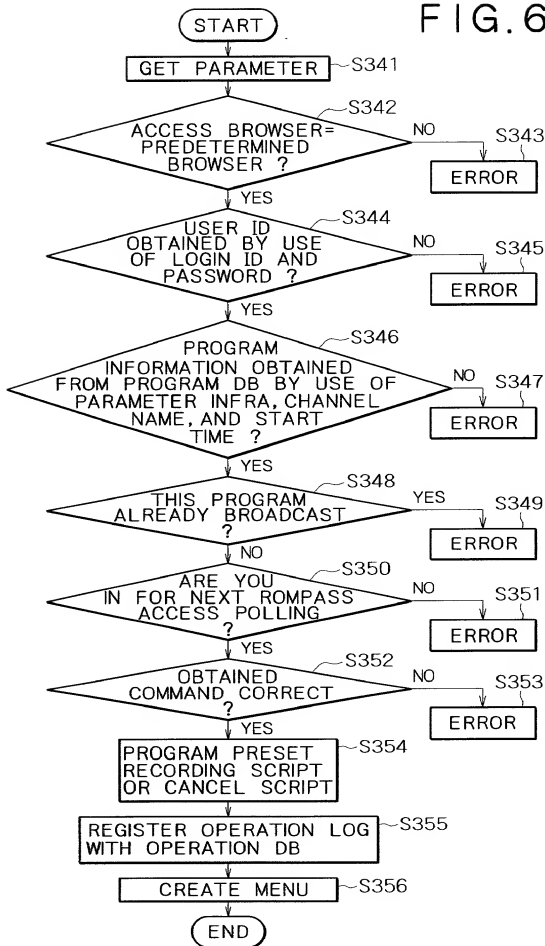 FIG.6
START
GET PARAMETER
S341
S342
ACCESS BROWSER=
PREDETERMINED
BROWSER ?
NO
S343
ERROR
YES
S344
USER ID
OBTAINED BY USE
OF LOGIN ID AND
PASSWORD ?
NO
S345
ERROR
YES
S346
PROGRAM
INFORMATION OBTAINED
FROM PROGRAM DB BY USE OF
PARAMETER INFRA, CHANNEL
NAME, AND START
TIME ?
NO
S347
ERROR
YES
S348
THIS PROGRAM
ALREADY BROADCAST
?
YES
S349
ERROR
NO
S350
ARE YOU
IN FOR NEXT ROMPASS
ACCESS POLLING
?
NO
S351
ERROR
YES
S352
OBTAINED
COMMAND CORRECT
?
NO
S353
ERROR
YES
PROGRAM PRESET
RECORDING SCRIPT
OR CANCEL SCRIPT
S354
REGISTER OPERATION LOG
WITH OPERATION DB
S355
CREATE MENU
S356
END